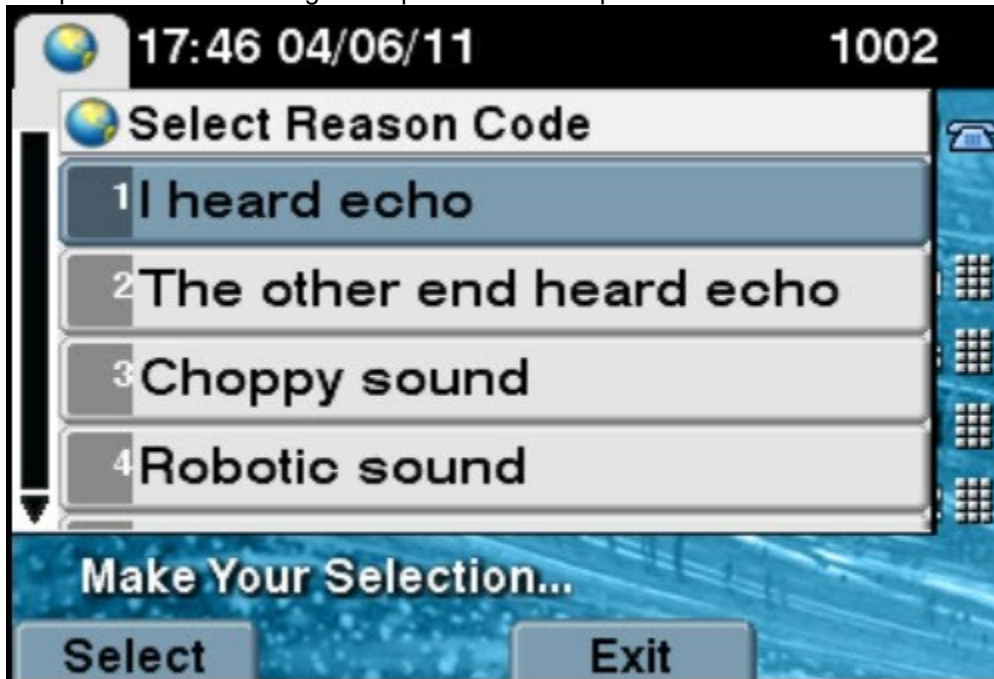 17:46 04/06/11 1002
Select Reason Code
1 I heard echo
2 The other end heard echo
3 Choppy sound
4 Robotic sound
Make Your Selection...
Select Exit